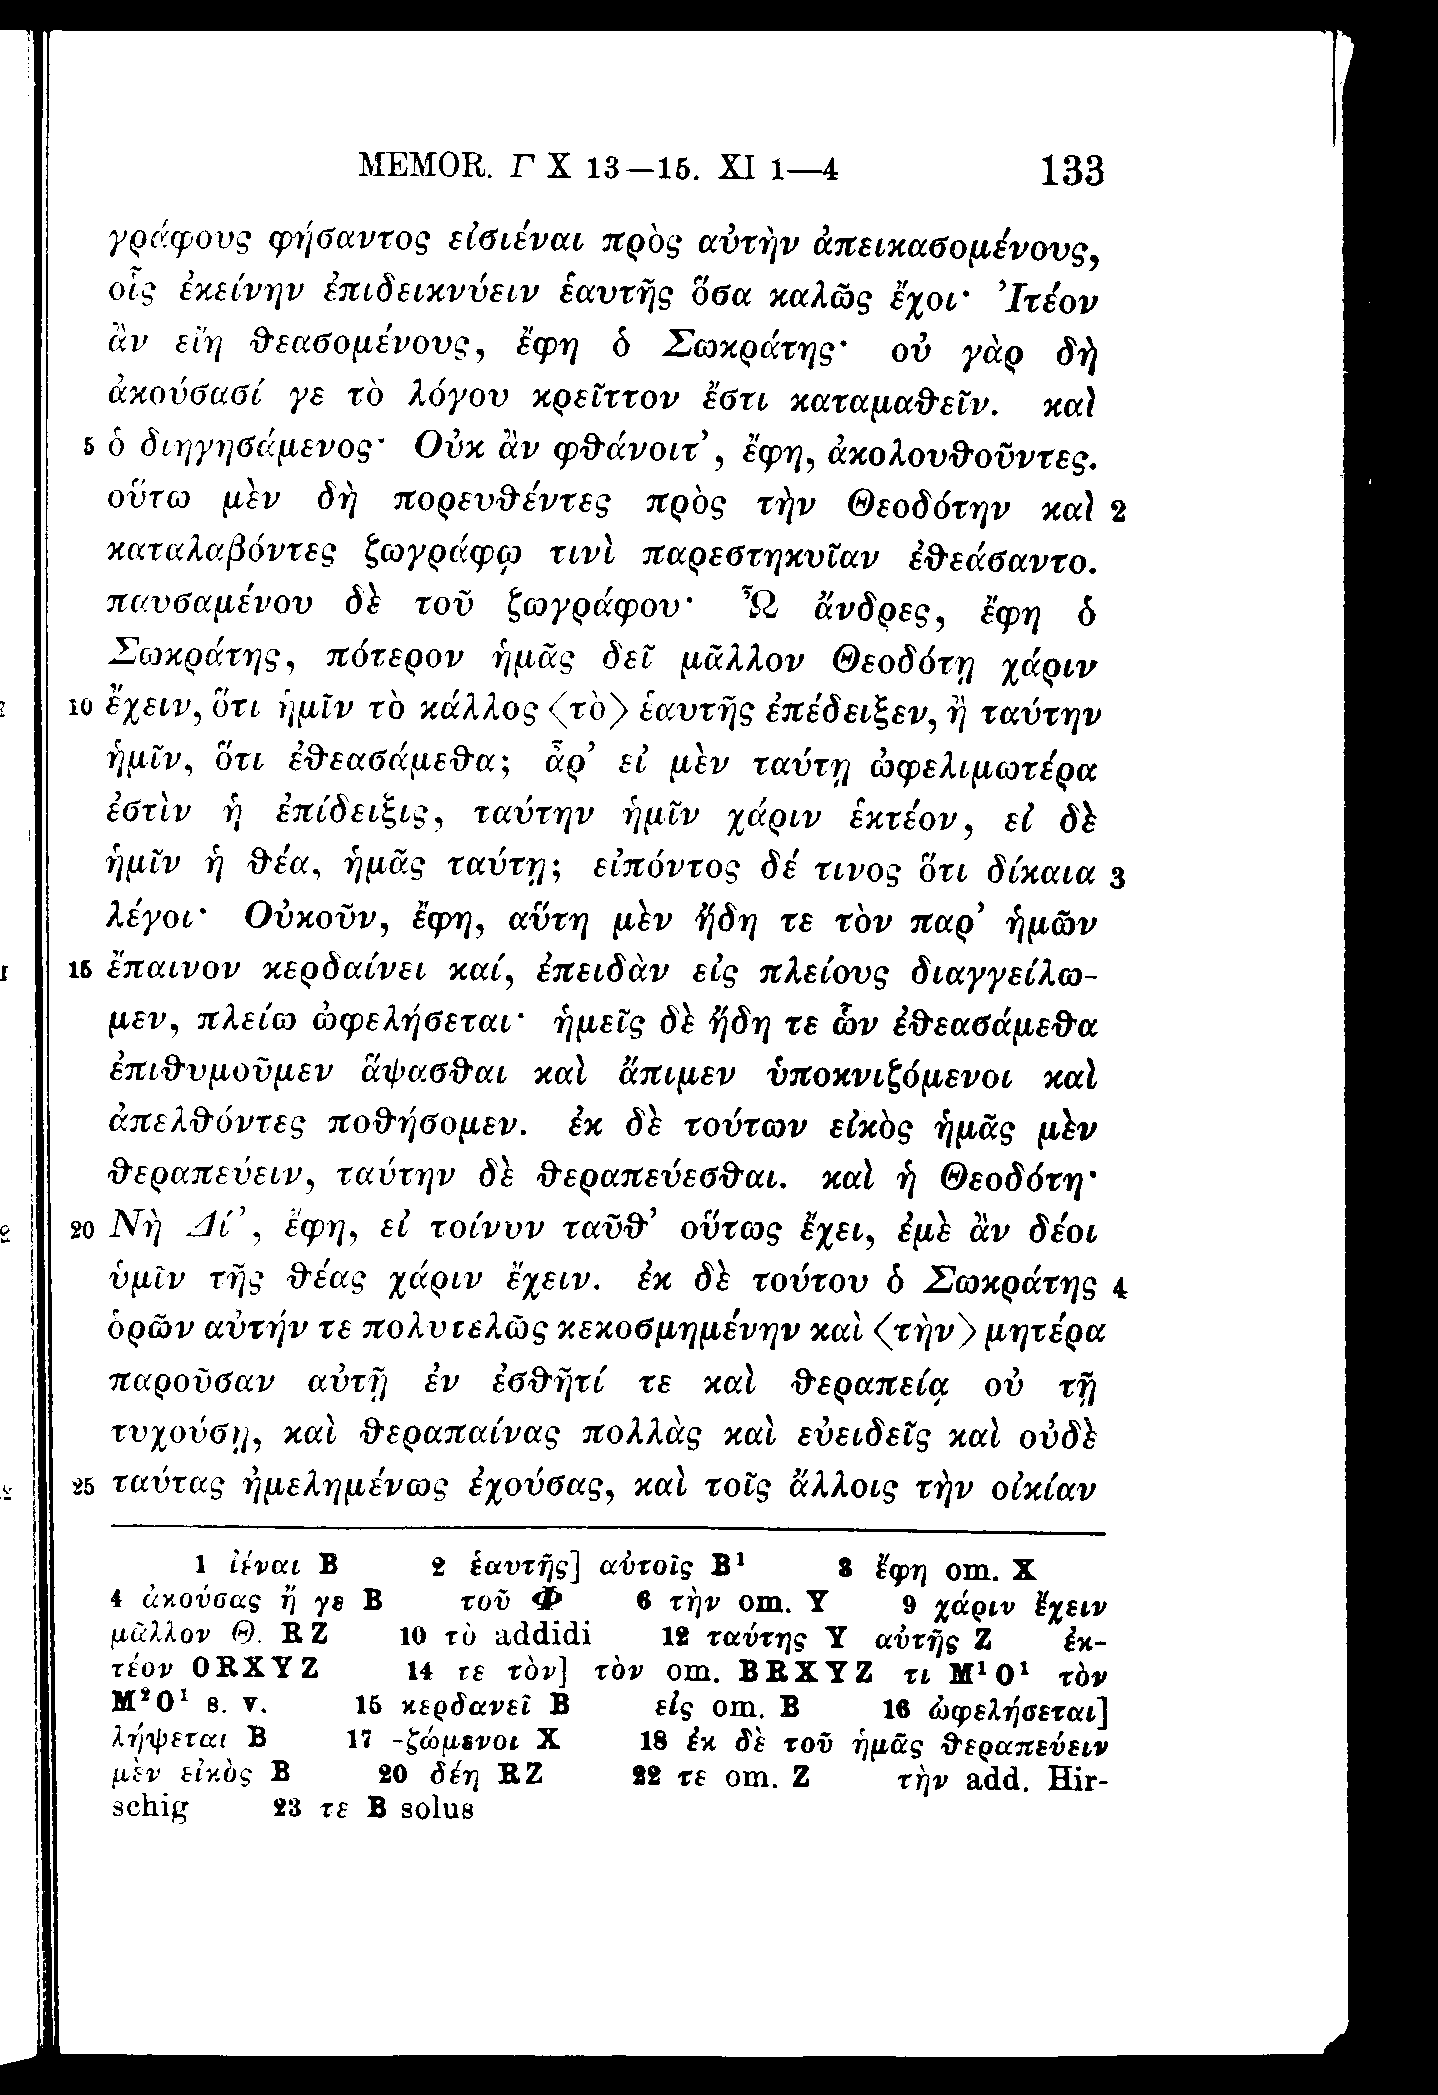 MEMOR. Γ X 13—15. XI 1—4 133
γράφους φήσαντος εἰσιέναι πρὸς αὐτὴν ἀπεικασομένους,
οἷς ἐκείνην ἐπιδεικνύειν ἑαυτῆς ὅσα καλῶς ἔχοι· Ἰτέον
ἂν εἴη θεασομένους, ἔφη ὁ Σωκράτης· οὐ γὰρ δὴ
ἀκούσασί γε τὸ λόγου κρεῖττον ἔστι καταμαθεῖν. καὶ
5 ὁ διηγησάμενος· Οὐκ ἂν φθάνοιτ’, ἔφη, ἀκολουθοῦντες.
οὕτω μὲν δὴ πορευθέντες πρὸς τὴν Θεοδότην καὶ 2
καταλαβόντες ζωγράφῳ τινὶ παρεστηκυῖαν ἐθεάσαντο.
παυσαμένου δὲ τοῦ ζωγράφου· Ὦ ἄνδρες, ἔφη ὁ
Σωκράτης, πότερον ἡμᾶς δεῖ μᾶλλον Θεοδότῃ χάριν
10 ἔχειν, ὅτι ἡμῖν τὸ κάλλος ⟨τὸ⟩ ἑαυτῆς ἐπέδειξεν, ἢ ταύτην
ἡμῖν, ὅτι ἐθεασάμεθα; ἆρ’ εἰ μὲν ταύτῃ ὠφελιμωτέρα
ἐστὶν ἡ ἐπίδειξις, ταύτην ἡμῖν χάριν ἑκτέον, εἰ δὲ
ἡμῖν ἡ θέα, ἡμᾶς ταύτῃ; εἰπόντος δέ τινος ὅτι δίκαια 3
λέγοι· Οὐκοῦν, ἔφη, αὕτη μὲν ἤδη τε τὸν παρ’ ἡμῶν
15 ἔπαινον κερδαίνει καί, ἐπειδὰν εἰς πλείους διαγγείλω-
μεν, πλείω ὠφελήσεται· ἡμεῖς δὲ ἤδη τε ὧν ἐθεασάμεθα
ἐπιθυμοῦμεν ἅψασθαι καὶ ἄπιμεν ὑποκνιζόμενοι καὶ
ἀπελθόντες ποθήσομεν. ἐκ δὲ τούτων εἰκὸς ἡμᾶς μὲν
θεραπεύειν, ταύτην δὲ θεραπεύεσθαι. καὶ ἡ Θεοδότη·
20 Νὴ Δί’, ἔφη, εἰ τοίνυν ταῦθ’ οὕτως ἔχει, ἐμὲ ἂν δέοι
ὑμῖν τῆς θέας χάριν ἔχειν. ἐκ δὲ τούτου ὁ Σωκράτης 4
ὁρῶν αὐτήν τε πολυτελῶς κεκοσμημένην καὶ ⟨τὴν⟩ μητέρα
παροῦσαν αὐτῇ ἐν ἐσθῆτί τε καὶ θεραπείᾳ οὐ τῇ
τυχούσῃ, καὶ θεραπαίνας πολλὰς καὶ εὐειδεῖς καὶ οὐδὲ
25 ταύτας ἠμελημένως ἐχούσας, καὶ τοῖς ἄλλοις τὴν οἰκίαν
1 ἰέναι B 2 ἑαυτῆς] αὐτοῖς B¹ 3 ἔφη om. X
4 ἀκούσας ἤ γε B τοῦ Φ 6 τὴν om. Y 9 χάριν ἔχειν
μᾶλλον Θ. RZ 10 τὸ addidi 12 ταύτης Y αὐτῆς Z ἐκ-
τέον ORXYZ 14 τε τὸν] τὸν om. BRXYZ τι M¹O¹ τὸν
M²O¹ s. v. 15 κερδανεῖ B εἰς om. B 16 ὠφελήσεται]
λήψεται B 17 -ζώμενοι X 18 ἐκ δὲ τοῦ ἡμᾶς θεραπεύειν
μὲν εἰκὸς B 20 δέῃ RZ 22 τε om. Z τὴν add. Hir-
schig 23 τε B solus